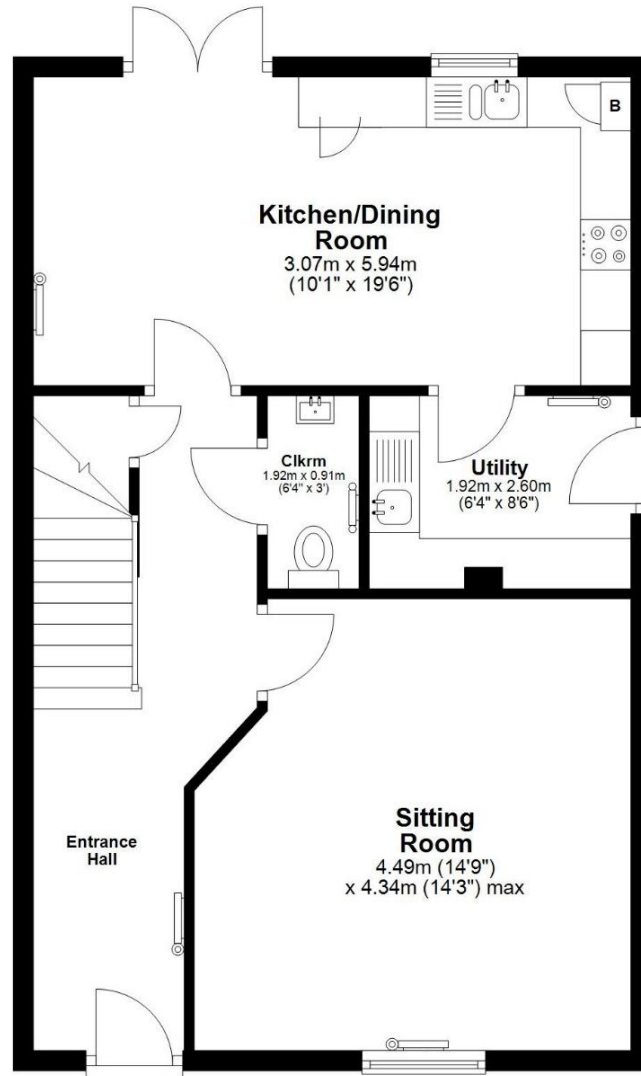 B
Kitchen/Dining
Room
3.07m x 5.94m
(10'1" x 19'6")
Clkrm
1.92m x 0.91m
(6'4" x 3')
Utility
1.92m x 2.60m
(6'4" x 8'6")
Entrance
Hall
Sitting
Room
4.49m (14'9")
x 4.34m (14'3") max